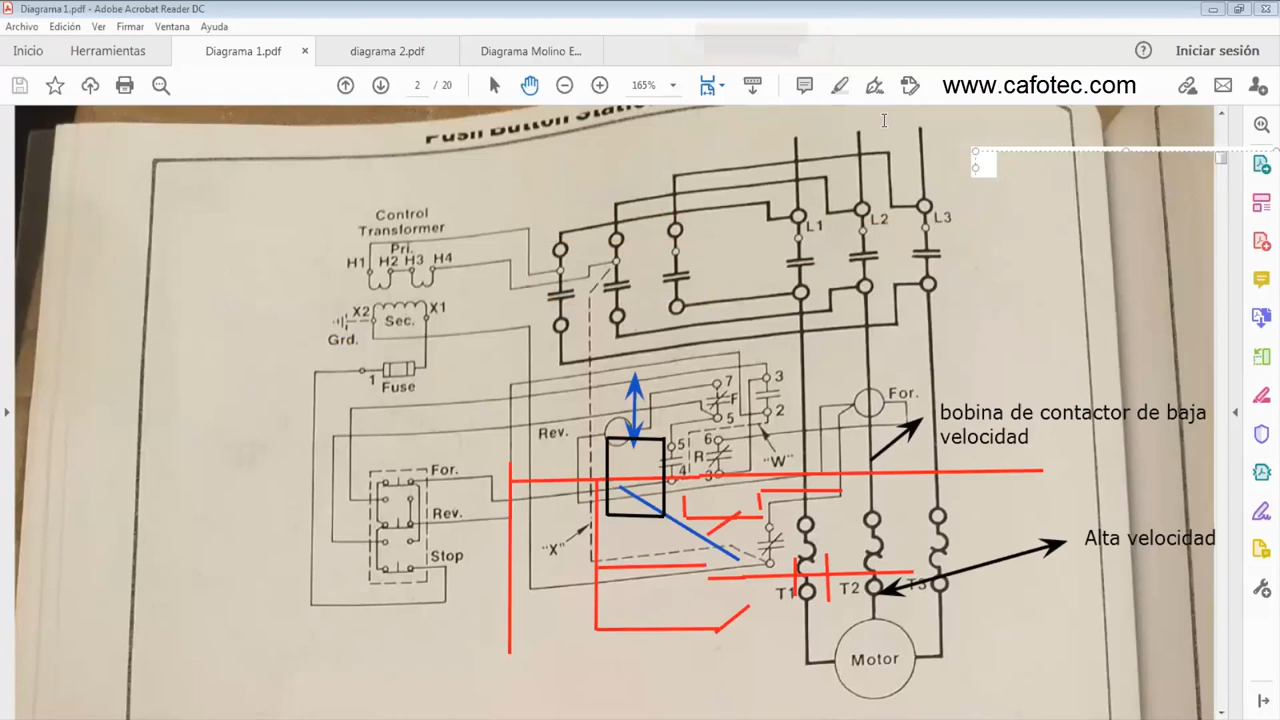 Diagrama 1.pdf - Adobe Acrobat Reader DC
Archivo Edición Ver Firmar Ventana Ayuda
Inicio Herramientas Diagrama 1.pdf × diagrama 2.pdf Diagrama Molino E... Iniciar sesión
2 / 20 165% www.cafotec.com
Push Button Station
Control
Transformer
Pri.
H1 H2 H3 H4
L1 L2 L3
X2 X1
Sec.
Grd.
1
Fuse
7 3
F
5 2
For.
bobina de contactor de baja
velocidad
Rev.
5 6
R "W"
4 3
For.
Rev.
"X"
Stop
Alta velocidad
T1 T2 T3
Motor